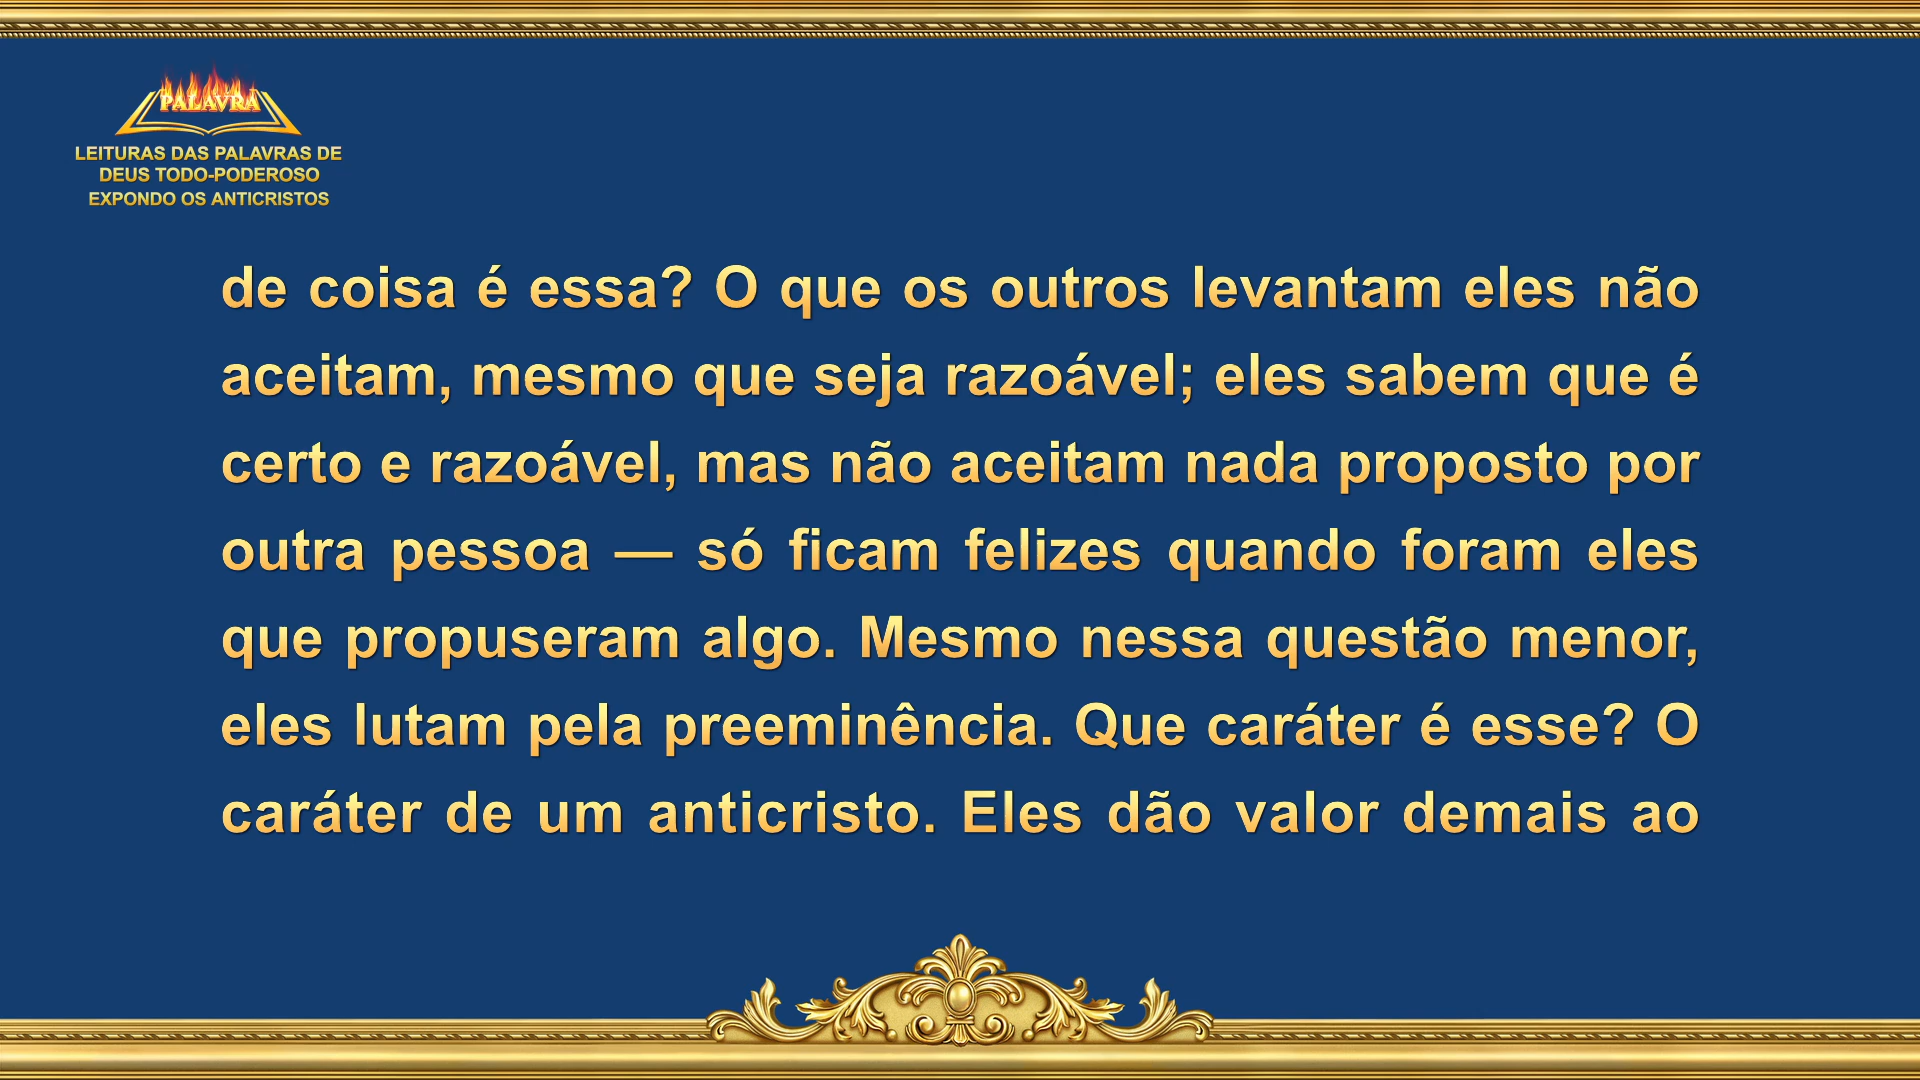 PALAVRA
LEITURAS DAS PALAVRAS DE
DEUS TODO-PODEROSO
EXPONDO OS ANTICRISTOS
de coisa é essa? O que os outros levantam eles não
aceitam, mesmo que seja razoável; eles sabem que é
certo e razoável, mas não aceitam nada proposto por
outra pessoa — só ficam felizes quando foram eles
que propuseram algo. Mesmo nessa questão menor,
eles lutam pela preeminência. Que caráter é esse? O
caráter de um anticristo. Eles dão valor demais ao